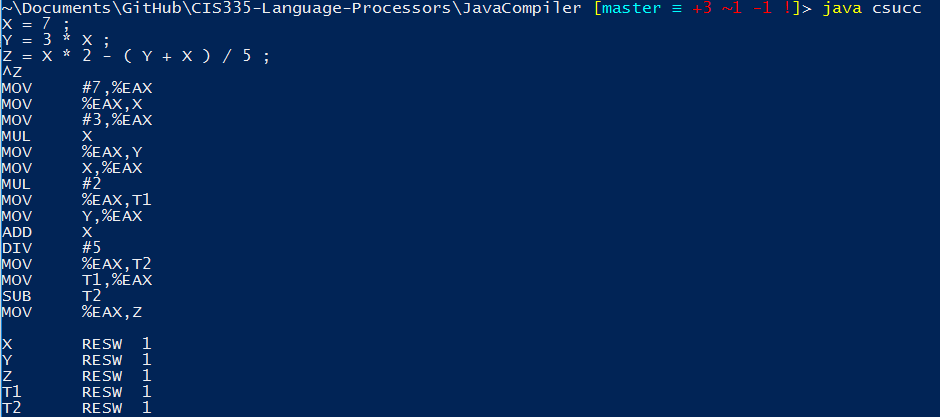 ~\Documents\GitHub\CIS335-Language-Processors\JavaCompiler [master ≡ +3 ~1 -1 !]> java csucc
X = 7 ;
Y = 3 * X ;
Z = X * 2 - ( Y + X ) / 5 ;
^Z
MOV #7,%EAX
MOV %EAX,X
MOV #3,%EAX
MUL X
MOV %EAX,Y
MOV X,%EAX
MUL #2
MOV %EAX,T1
MOV Y,%EAX
ADD X
DIV #5
MOV %EAX,T2
MOV T1,%EAX
SUB T2
MOV %EAX,Z
X RESW 1
Y RESW 1
Z RESW 1
T1 RESW 1
T2 RESW 1